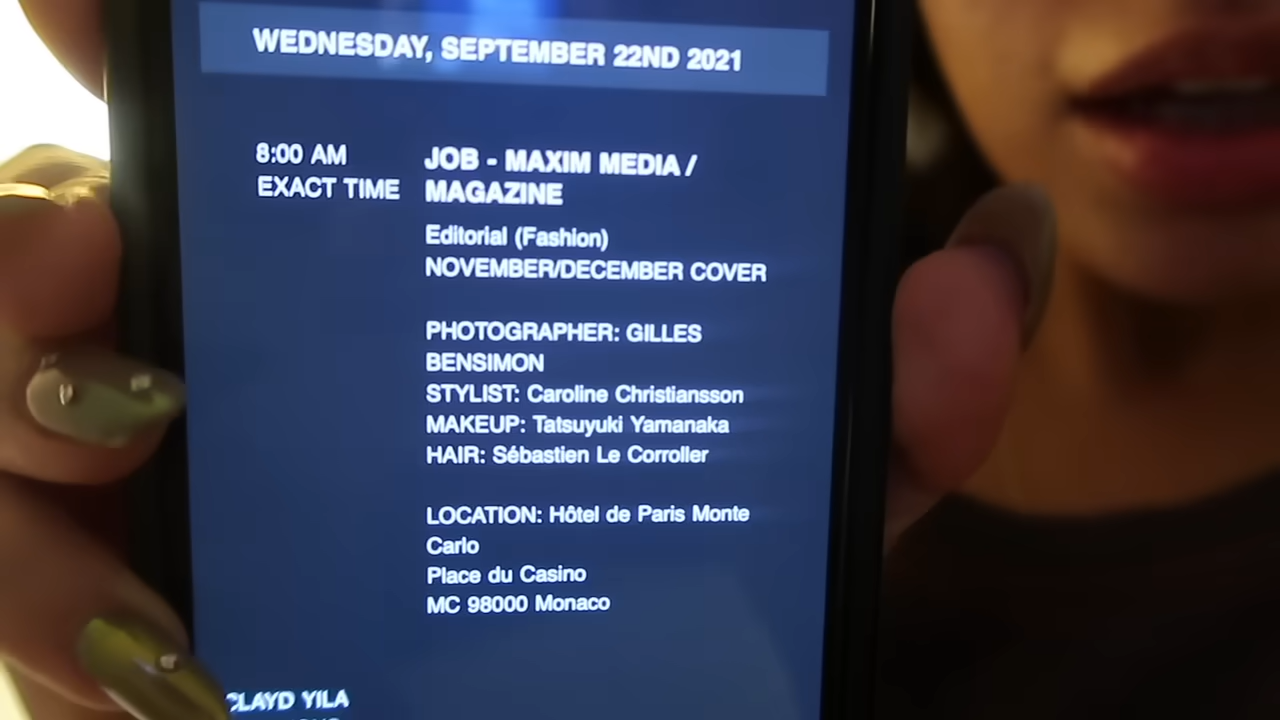 WEDNESDAY, SEPTEMBER 22ND 2021
8:00 AM
EXACT TIME
JOB - MAXIM MEDIA /
MAGAZINE
Editorial (Fashion)
NOVEMBER/DECEMBER COVER
PHOTOGRAPHER: GILLES
BENSIMON
STYLIST: Caroline Christiansson
MAKEUP: Tatsuyuki Yamanaka
HAIR: Sébastien Le Corroller
LOCATION: Hôtel de Paris Monte
Carlo
Place du Casino
MC 98000 Monaco
CLAYD YILA